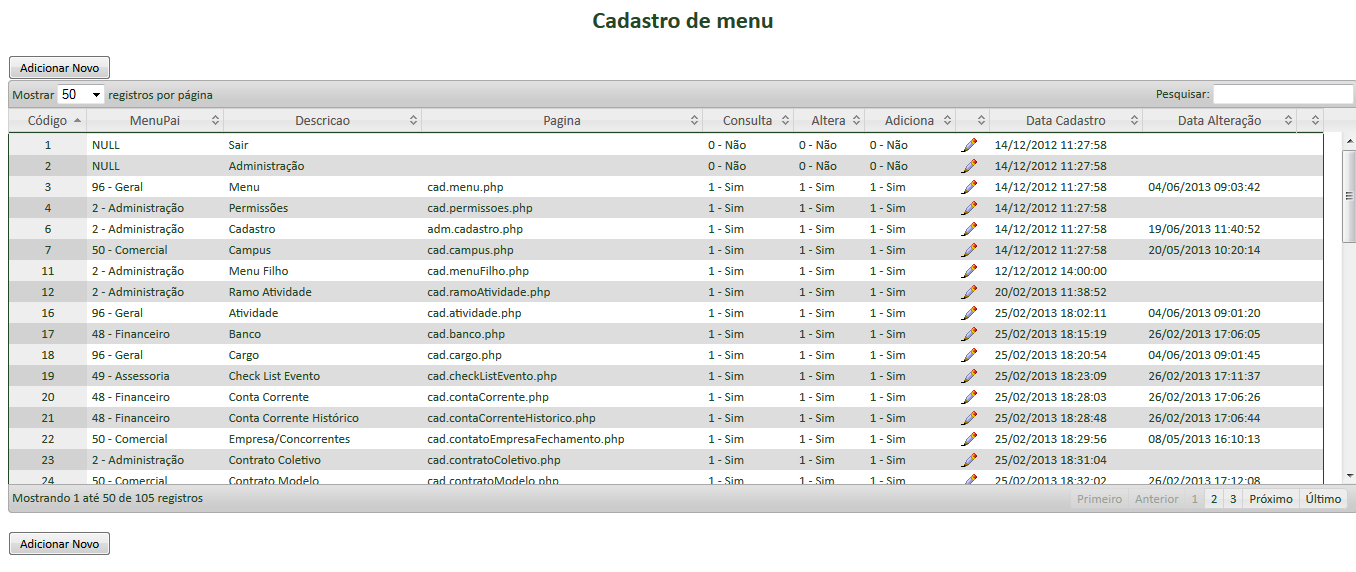 Cadastro de menu
Adicionar Novo
Mostrar 50 registros por página Pesquisar:
Código MenuPai Descricao Pagina Consulta Altera Adiciona Data Cadastro Data Alteração
1 NULL Sair 0 - Não 0 - Não 0 - Não 14/12/2012 11:27:58
2 NULL Administração 0 - Não 0 - Não 0 - Não 14/12/2012 11:27:58
3 96 - Geral Menu cad.menu.php 1 - Sim 1 - Sim 1 - Sim 14/12/2012 11:27:58 04/06/2013 09:03:42
4 2 - Administração Permissões cad.permissoes.php 1 - Sim 1 - Sim 1 - Sim 14/12/2012 11:27:58
6 2 - Administração Cadastro adm.cadastro.php 1 - Sim 1 - Sim 1 - Sim 14/12/2012 11:27:58 19/06/2013 11:40:52
7 50 - Comercial Campus cad.campus.php 1 - Sim 1 - Sim 1 - Sim 14/12/2012 11:27:58 20/05/2013 10:20:14
11 2 - Administração Menu Filho cad.menuFilho.php 1 - Sim 1 - Sim 1 - Sim 12/12/2012 14:00:00
12 2 - Administração Ramo Atividade cad.ramoAtividade.php 1 - Sim 1 - Sim 1 - Sim 20/02/2013 11:38:52
16 96 - Geral Atividade cad.atividade.php 1 - Sim 1 - Sim 1 - Sim 25/02/2013 18:02:11 04/06/2013 09:01:20
17 48 - Financeiro Banco cad.banco.php 1 - Sim 1 - Sim 1 - Sim 25/02/2013 18:15:19 26/02/2013 17:06:05
18 96 - Geral Cargo cad.cargo.php 1 - Sim 1 - Sim 1 - Sim 25/02/2013 18:20:54 04/06/2013 09:01:45
19 49 - Assessoria Check List Evento cad.checkListEvento.php 1 - Sim 1 - Sim 1 - Sim 25/02/2013 18:23:09 26/02/2013 17:11:37
20 48 - Financeiro Conta Corrente cad.contaCorrente.php 1 - Sim 1 - Sim 1 - Sim 25/02/2013 18:28:03 26/02/2013 17:06:26
21 48 - Financeiro Conta Corrente Histórico cad.contaCorrenteHistorico.php 1 - Sim 1 - Sim 1 - Sim 25/02/2013 18:28:48 26/02/2013 17:06:44
22 50 - Comercial Empresa/Concorrentes cad.contatoEmpresaFechamento.php 1 - Sim 1 - Sim 1 - Sim 25/02/2013 18:29:56 08/05/2013 16:10:13
23 2 - Administração Contrato Coletivo cad.contratoColetivo.php 1 - Sim 1 - Sim 1 - Sim 25/02/2013 18:31:04
24 50 - Comercial Contrato Modelo cad.contratoModelo.php 1 - Sim 1 - Sim 1 - Sim 25/02/2013 18:32:02 26/02/2013 17:12:08
Mostrando 1 até 50 de 105 registros Primeiro Anterior 1 2 3 Próximo Último
Adicionar Novo